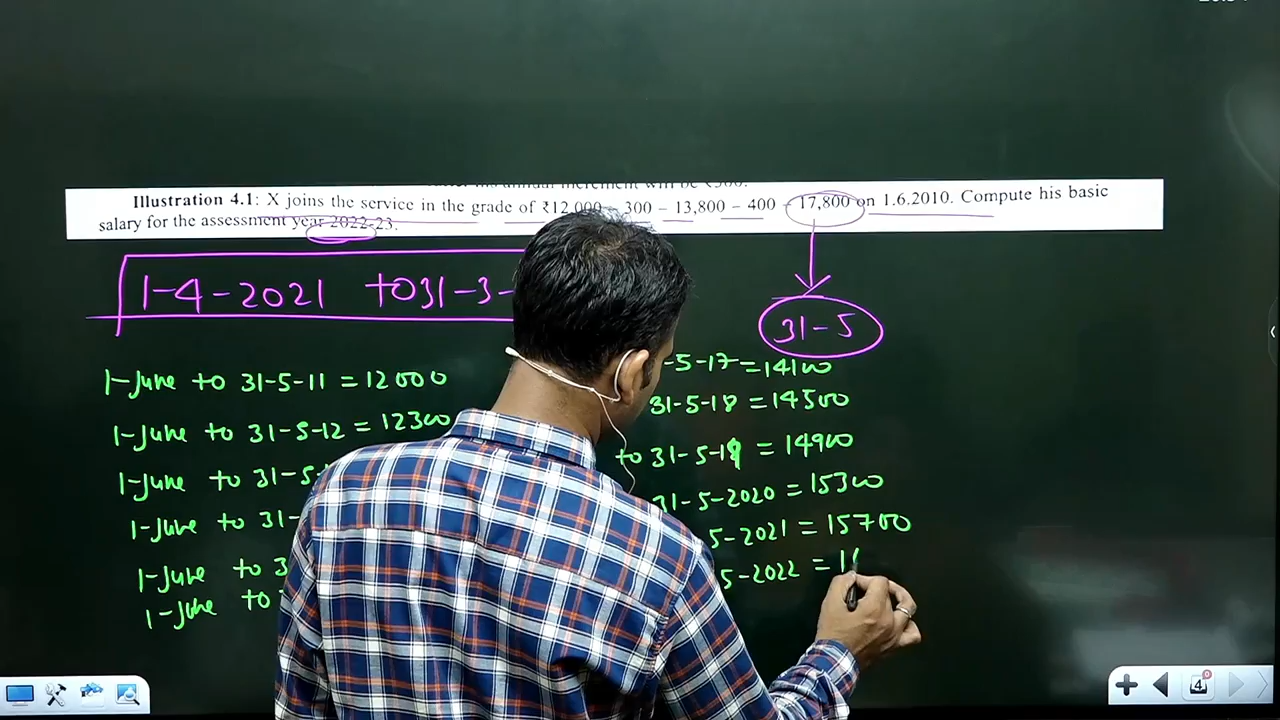 Illustration 4.1: X joins the service in the grade of ₹12,000 – 300 – 13,800 – 400 – 17,800 on 1.6.2010. Compute his basic
salary for the assessment year 2022-23.
1-4-2021 to 31-3-
31-5
1-June to 31-5-11 = 12000
1-June to 31-5-12 = 12300
1-June to 31-5-
1-June to 31-
1-June to 3
1-June to
-5-17 = 14100
31-5-18 = 14500
to 31-5-19 = 14900
31-5-2020 = 15300
5-2021 = 15700
5-2022 = 1
4